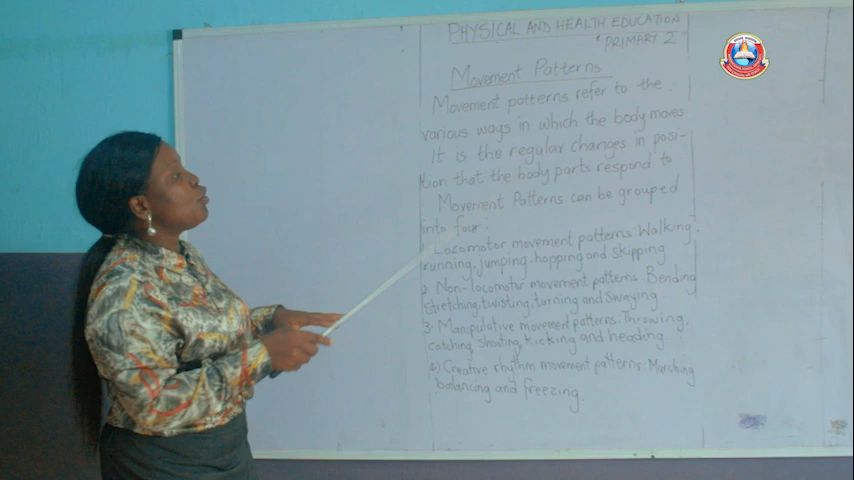 PHYSICAL AND HEALTH EDUCATION
PRIMARY 2
Movement Patterns
Movement patterns refer to the
various ways in which the body moves
It is the regular changes in posi-
tion that the body parts respond to
Movement Patterns can be grouped
into four:
Locomotor movement patterns: Walking,
running, jumping, hopping and skipping
2 Non-locomotor movement patterns: Bending
stretching, twisting, turning and swaying
3. Manipulative movement patterns: Throwing,
catching, shooting, kicking and heading
4) Creative rhythm movement patterns: Marching
balancing and freezing.